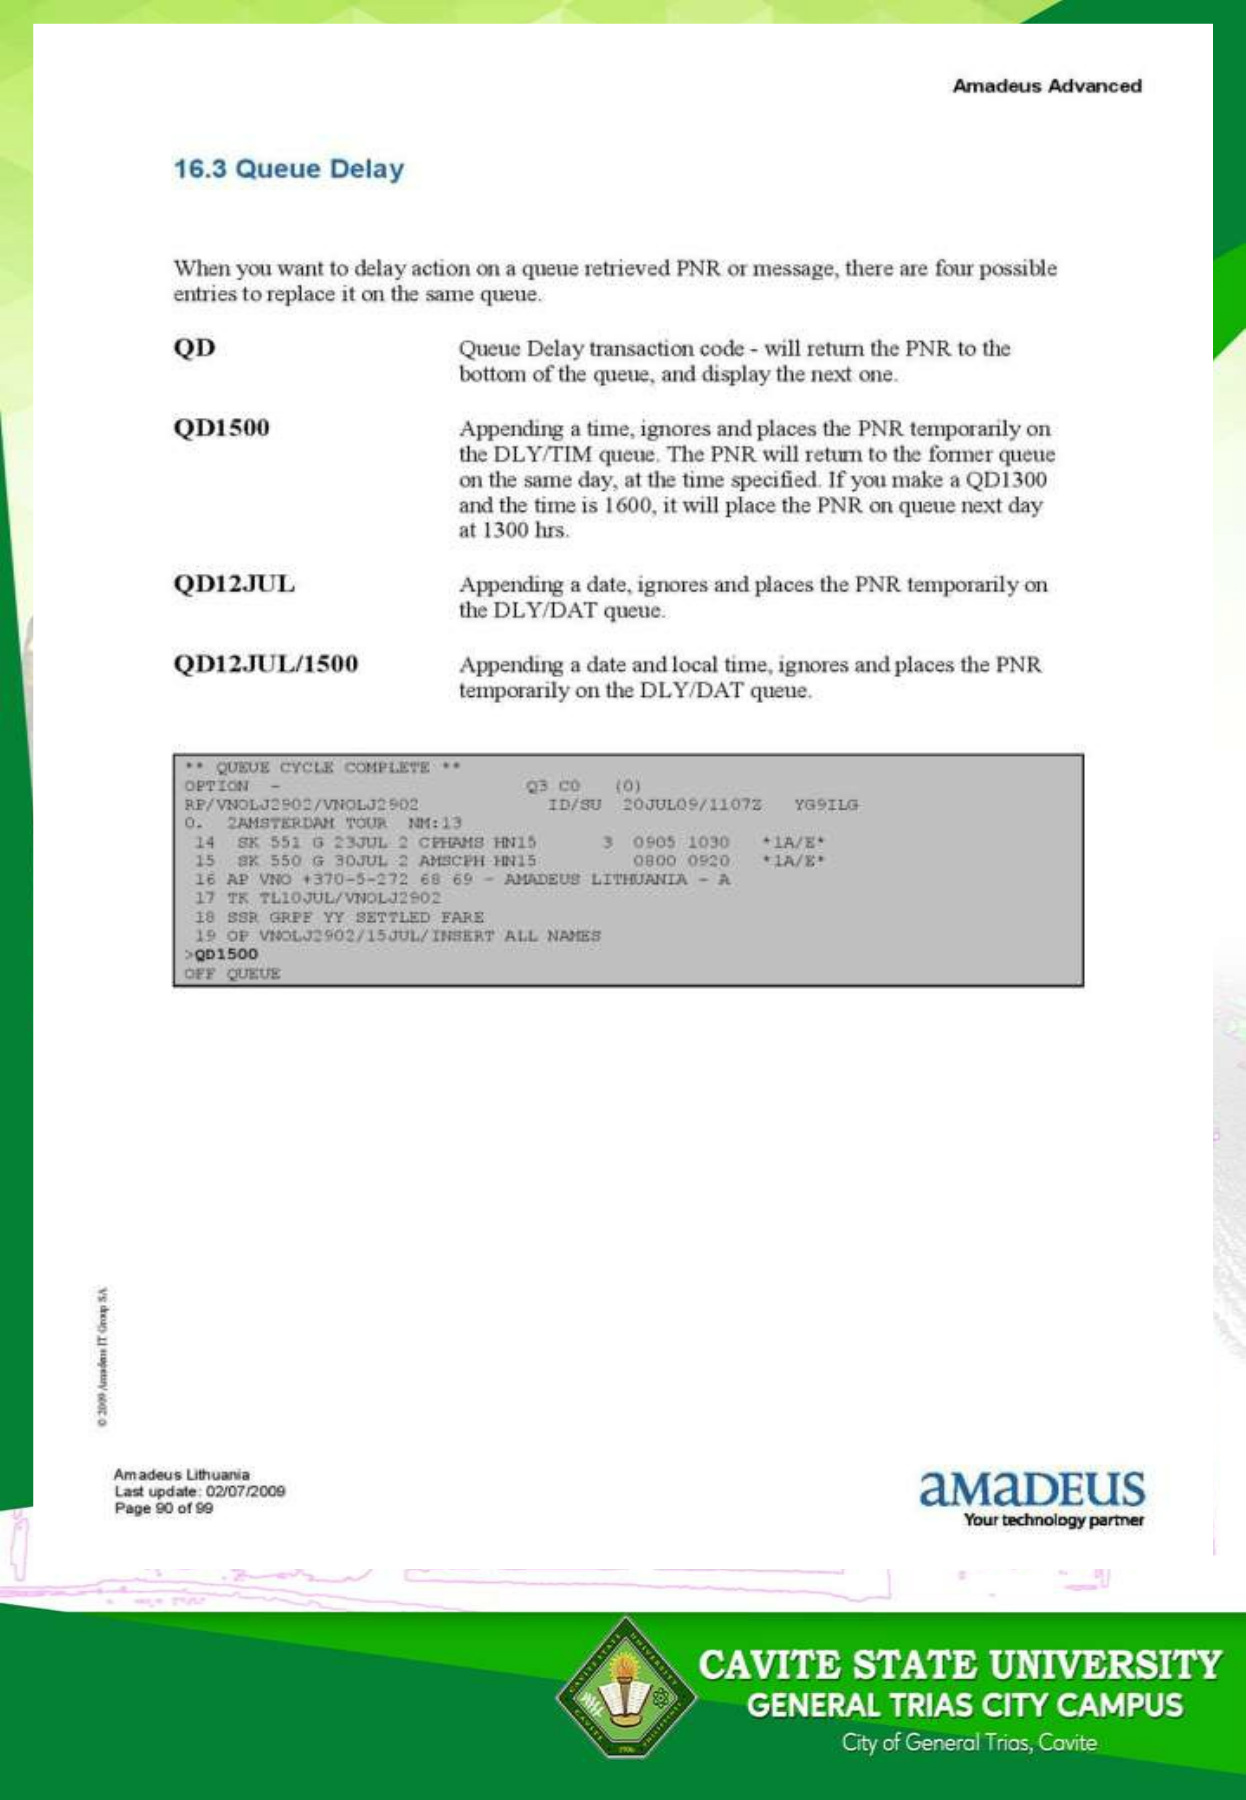 Amadeus Advanced
16.3 Queue Delay
When you want to delay action on a queue retrieved PNR or message, there are four possible
entries to replace it on the same queue.
QD Queue Delay transaction code - will return the PNR to the
bottom of the queue, and display the next one.
QD1500 Appending a time, ignores and places the PNR temporarily on
the DLY/TIM queue. The PNR will return to the former queue
on the same day, at the time specified. If you make a QD1300
and the time is 1600, it will place the PNR on queue next day
at 1300 hrs.
QD12JUL Appending a date, ignores and places the PNR temporarily on
the DLY/DAT queue.
QD12JUL/1500 Appending a date and local time, ignores and places the PNR
temporarily on the DLY/DAT queue.
** QUEUE CYCLE COMPLETE **
OPTION - Q3 C0 (0)
RP/VNOLJ2902/VNOLJ2902 ID/SU 20JUL09/1107Z YG9ILG
0. 2AMSTERDAM TOUR NM:13
14 SK 551 G 23JUL 2 CPHAMS HN15 3 0905 1030 *1A/E*
15 SK 550 G 30JUL 2 AMSCPH HN15 0800 0920 *1A/E*
16 AP VNO +370-5-272 68 69 - AMADEUS LITHUANIA - A
17 TK TL10JUL/VNOLJ2902
18 SSR GRPF YY SETTLED FARE
19 OP VNOLJ2902/15JUL/INSERT ALL NAMES
>QD1500
OFF QUEUE
© 2009 Amadeus IT Group SA
Amadeus Lithuania
Last update: 02/07/2009
Page 90 of 99
aMaDEUS
Your technology partner
CAVITE STATE UNIVERSITY
GENERAL TRIAS CITY CAMPUS
City of General Trias, Cavite